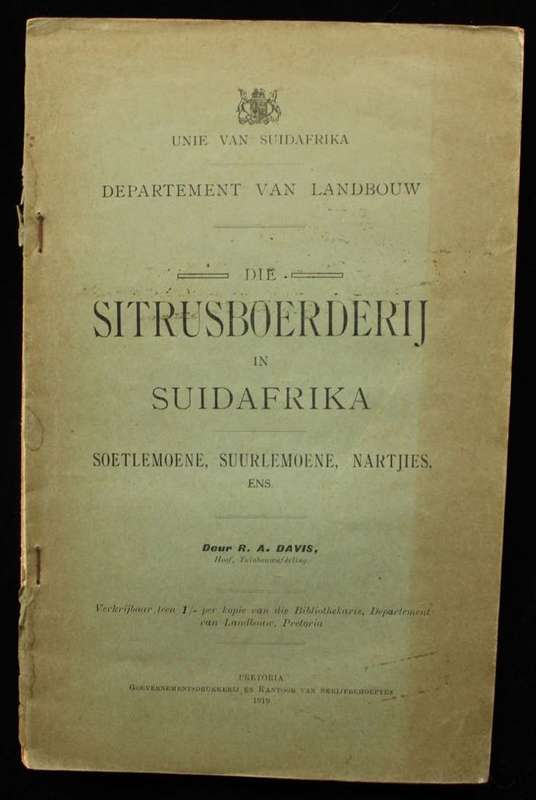 UNIE VAN SUIDAFRIKA
DEPARTEMENT VAN LANDBOUW
DIE
SITRUSBOERDERIJ
IN
SUIDAFRIKA
SOETLEMOENE, SUURLEMOENE, NARTJIES,
ENS.
Deur R. A. DAVIS,
Hoof, Tuinbouwafdeling.
Verkrijbaar teen 1/- per kopie van die Bibliothekaris, Departement
van Landbouw, Pretoria
PRETORIA
GOEVERNEMENTSDRUKKERIJ EN KANTOOR VAN SKRIJFBEHOEFTES
1919